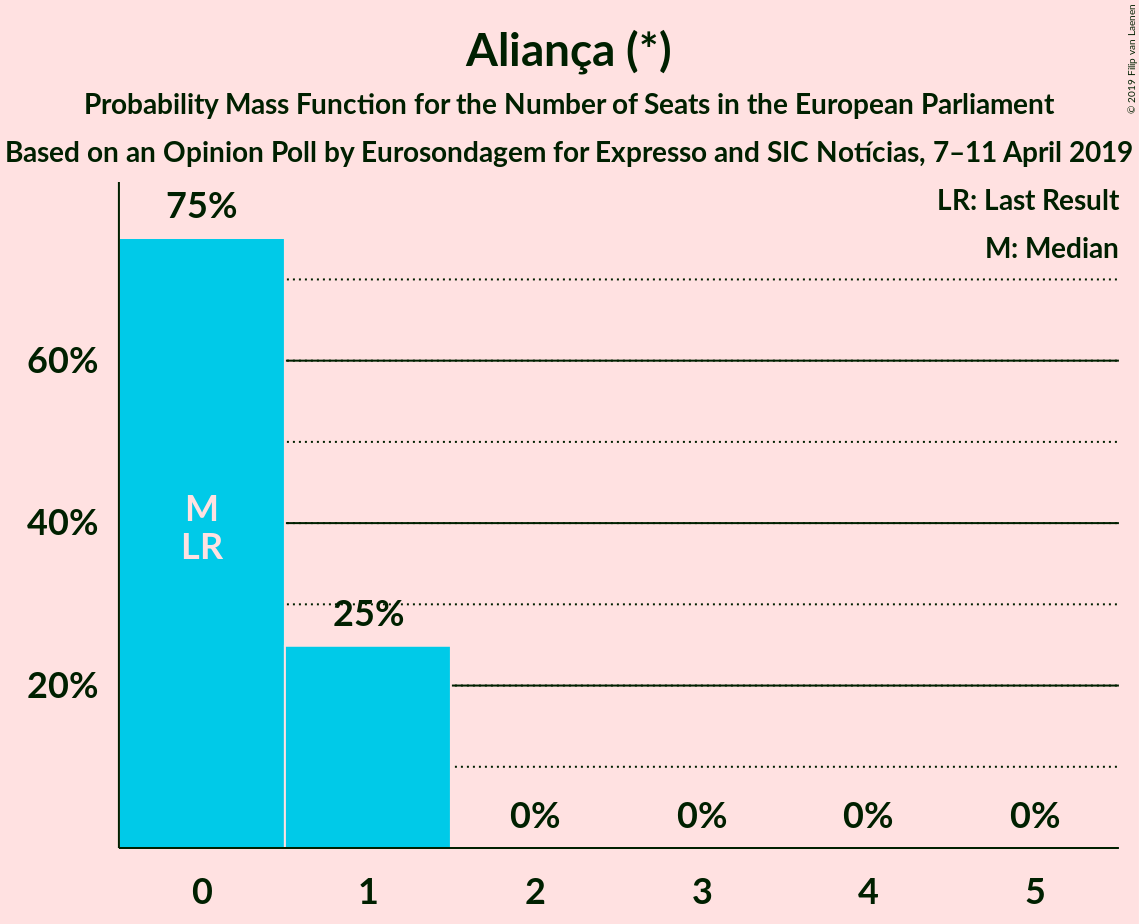 Aliança (*)
Probability Mass Function for the Number of Seats in the European Parliament
Based on an Opinion Poll by Eurosondagem for Expresso and SIC Notícias, 7–11 April 2019
© 2019 Filip van Laenen
LR: Last Result
M: Median
75%
60%
M
40%
LR
25%
20%
0%
0%
0%
0%
0
1
2
3
4
5